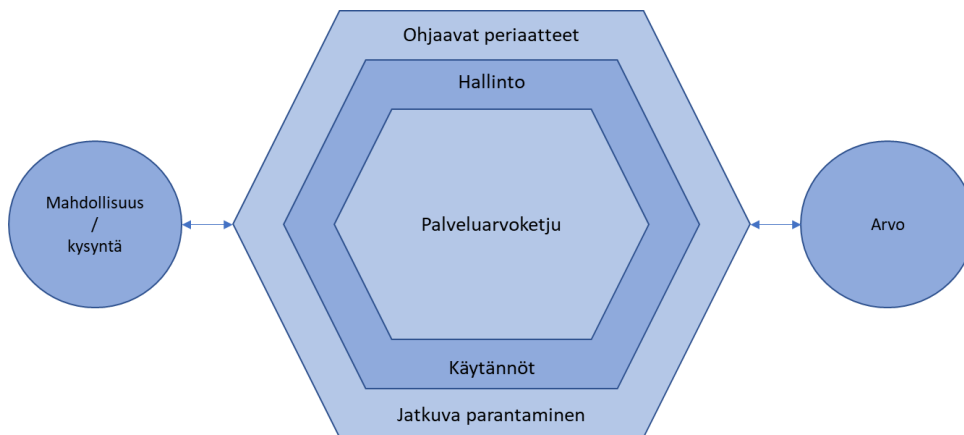 Ohjaavat periaatteet
Hallinto
Mahdollisuus
/
kysyntä
Palveluarvoketju
Arvo
Käytännöt
Jatkuva parantaminen